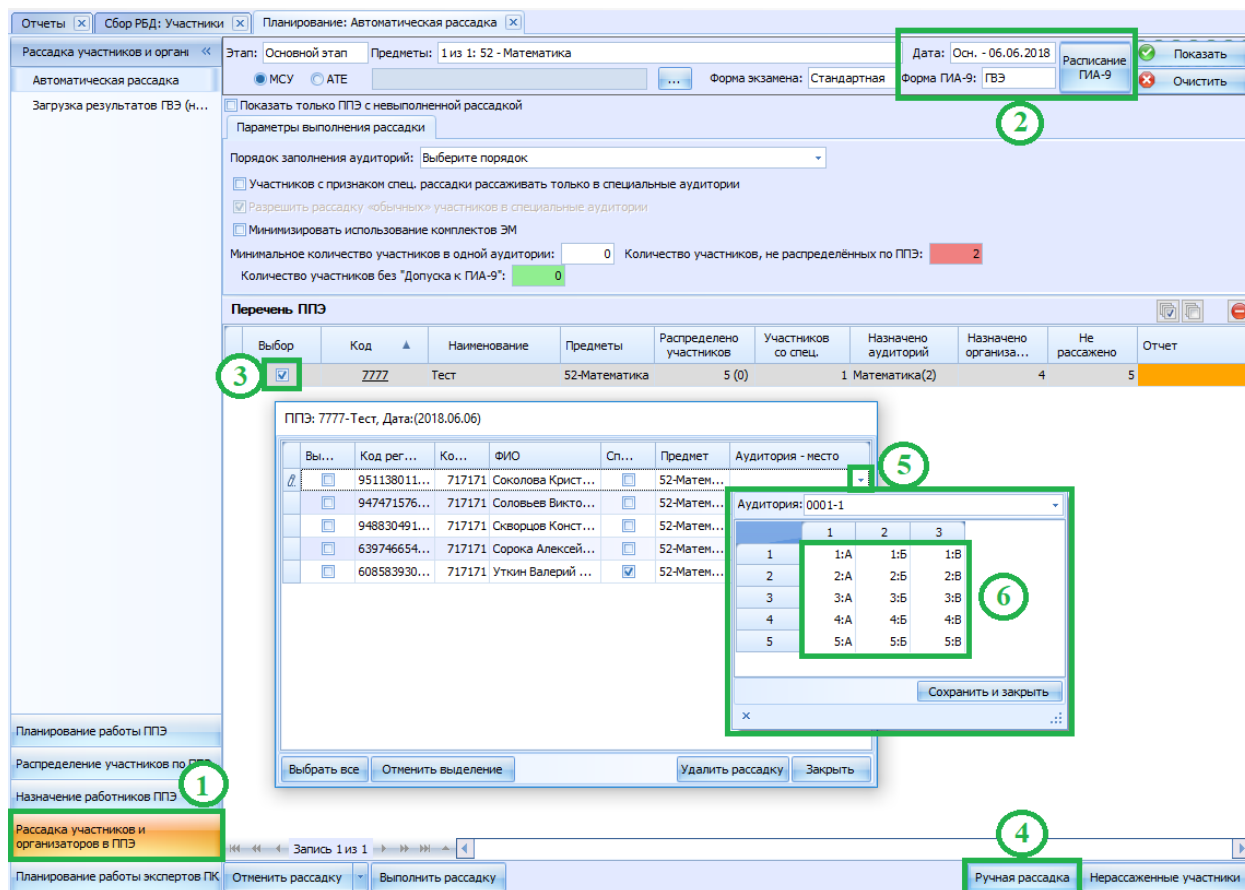 Отчеты Сбор РБД: Участники Планирование: Автоматическая рассадка
Рассадка участников и органи «
Автоматическая рассадка
Загрузка результатов ГВЭ (н...
Этап: Основной этап Предметы: 1 из 1: 52 - Математика Дата: Осн. - 06.06.2018 Расписание ГИА-9 Показать
МСУ АТЕ ... Форма экзамена: Стандартная Форма ГИА-9: ГВЭ Очистить
2
Показать только ППЭ с невыполненной рассадкой
Параметры выполнения рассадки
Порядок заполнения аудиторий: Выберите порядок
Участников с признаком спец. рассадки рассаживать только в специальные аудитории
Разрешить рассадку «обычных» участников в специальные аудитории
Минимизировать использование комплектов ЭМ
Минимальное количество участников в одной аудитории: 0 Количество участников, не распределённых по ППЭ: 2
Количество участников без "Допуска к ГИА-9": 0
Перечень ППЭ
Выбор Код Наименование Предметы Распределено участников Участников со спец. Назначено аудиторий Назначено организа... Не рассажено Отчет
3 7777 Тест 52-Математика 5 (0) 1 Математика(2) 4 5
ППЭ: 7777-Тест, Дата:(2018.06.06)
Вы... Код рег... Ко... ФИО Сп... Предмет Аудитория - место
951138011... 717171 Соколова Крист... 52-Матем...
947471576... 717171 Соловьев Викто... 52-Матем...
948830491... 717171 Скворцов Конст... 52-Матем...
639746654... 717171 Сорока Алексей... 52-Матем...
608583930... 717171 Уткин Валерий ... 52-Матем...
5
Аудитория: 0001-1
1 2 3
1 1:А 1:Б 1:В
2 2:А 2:Б 2:В
3 3:А 3:Б 3:В
4 4:А 4:Б 4:В
5 5:А 5:Б 5:В
6
Сохранить и закрыть
Выбрать все Отменить выделение Удалить рассадку Закрыть
Планирование работы ППЭ
Распределение участников по ППЭ
1
Назначение работников ППЭ
Рассадка участников и
организаторов в ППЭ
Планирование работы экспертов ПК
Запись 1 из 1
4
Отменить рассадку Выполнить рассадку Ручная рассадка Нерассаженные участники